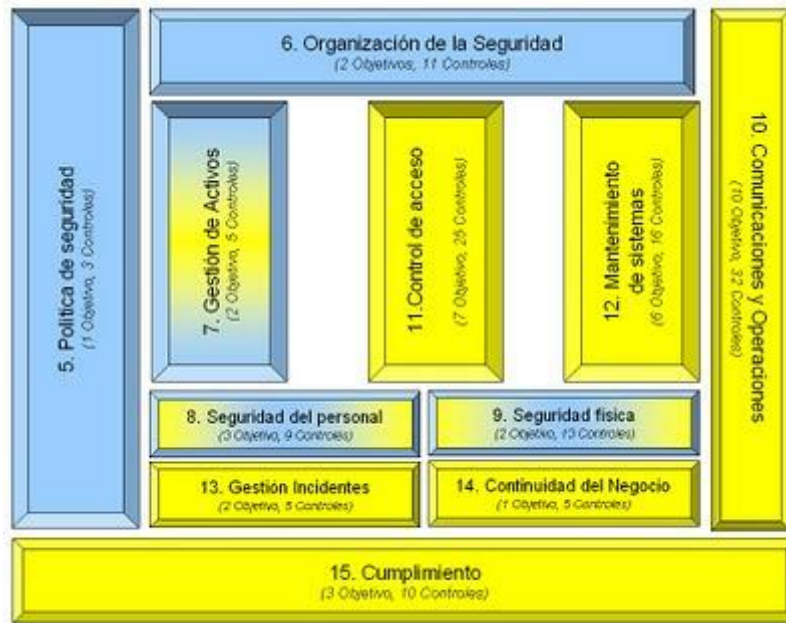 6. Organización de la Seguridad
(2 Objetivos, 11 Controles)
5. Política de seguridad
(1 Objetivo, 3 Controles)
7. Gestión de Activos
(2 Objetivo, 5 Controles)
11.Control de acceso
(7 Objetivo, 25 Controles)
12. Mantenimiento
de sistemas
(6 Objetivo, 16 Controles)
10. Comunicaciones y Operaciones
(10 Objetivo, 32 Controles)
8. Seguridad del personal
(3 Objetivo, 9 Controles)
9. Seguridad física
(2 Objetivo, 13 Controles)
13. Gestión Incidentes
(2 Objetivo, 5 Controles)
14. Continuidad del Negocio
(1 Objetivo, 5 Controles)
15. Cumplimiento
(3 Objetivo, 10 Controles)